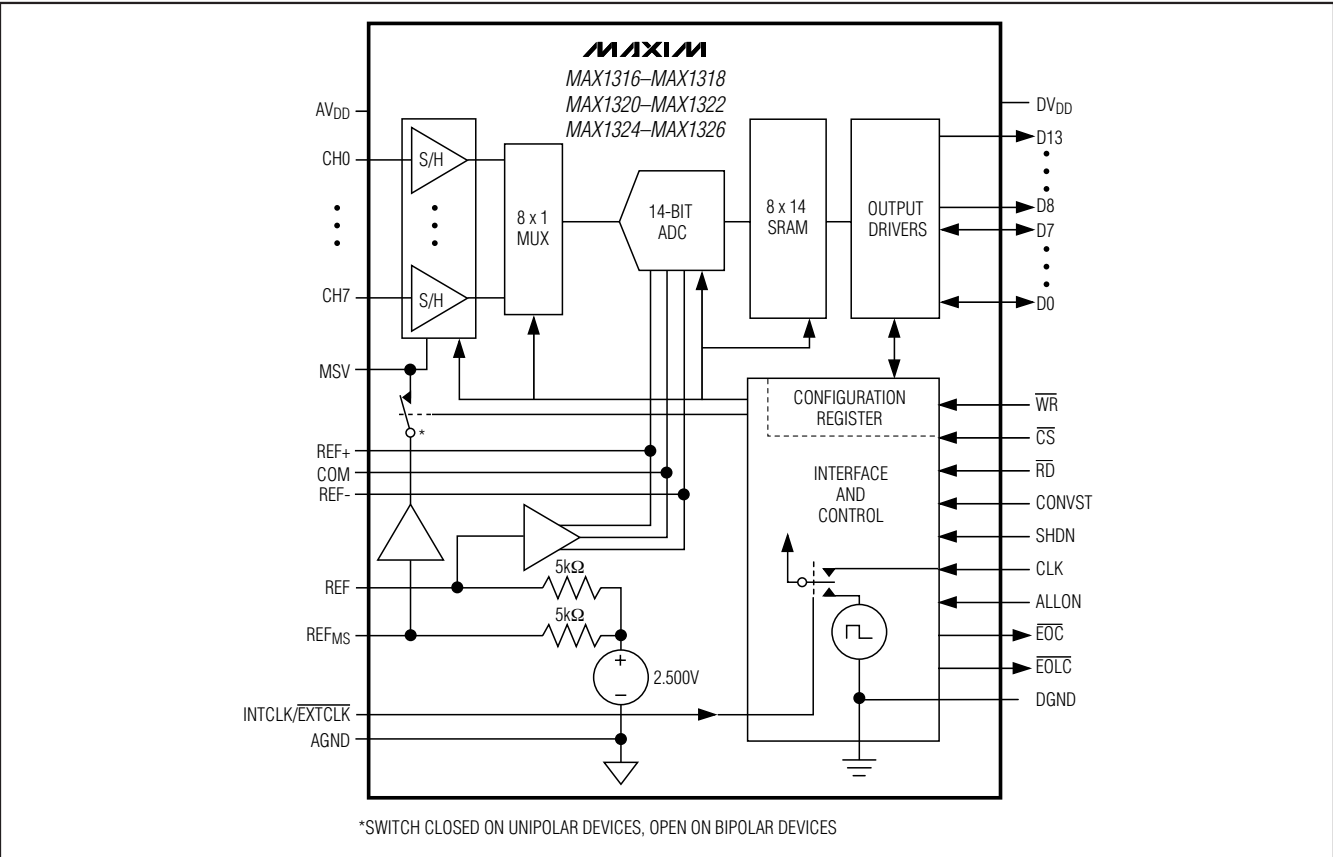 MAXIM
MAX1316–MAX1318
MAX1320–MAX1322
MAX1324–MAX1326
AVDD
CH0
CH7
MSV
REF+
COM
REF-
REF
REFMS
INTCLK/EXTCLK
AGND
S/H
S/H
8 x 1
MUX
14-BIT
ADC
8 x 14
SRAM
OUTPUT
DRIVERS
*
5kΩ
5kΩ
+
−
2.500V
CONFIGURATION
REGISTER
INTERFACE
AND
CONTROL
DVDD
D13
D8
D7
D0
WR
CS
RD
CONVST
SHDN
CLK
ALLON
EOC
EOLC
DGND
*SWITCH CLOSED ON UNIPOLAR DEVICES, OPEN ON BIPOLAR DEVICES